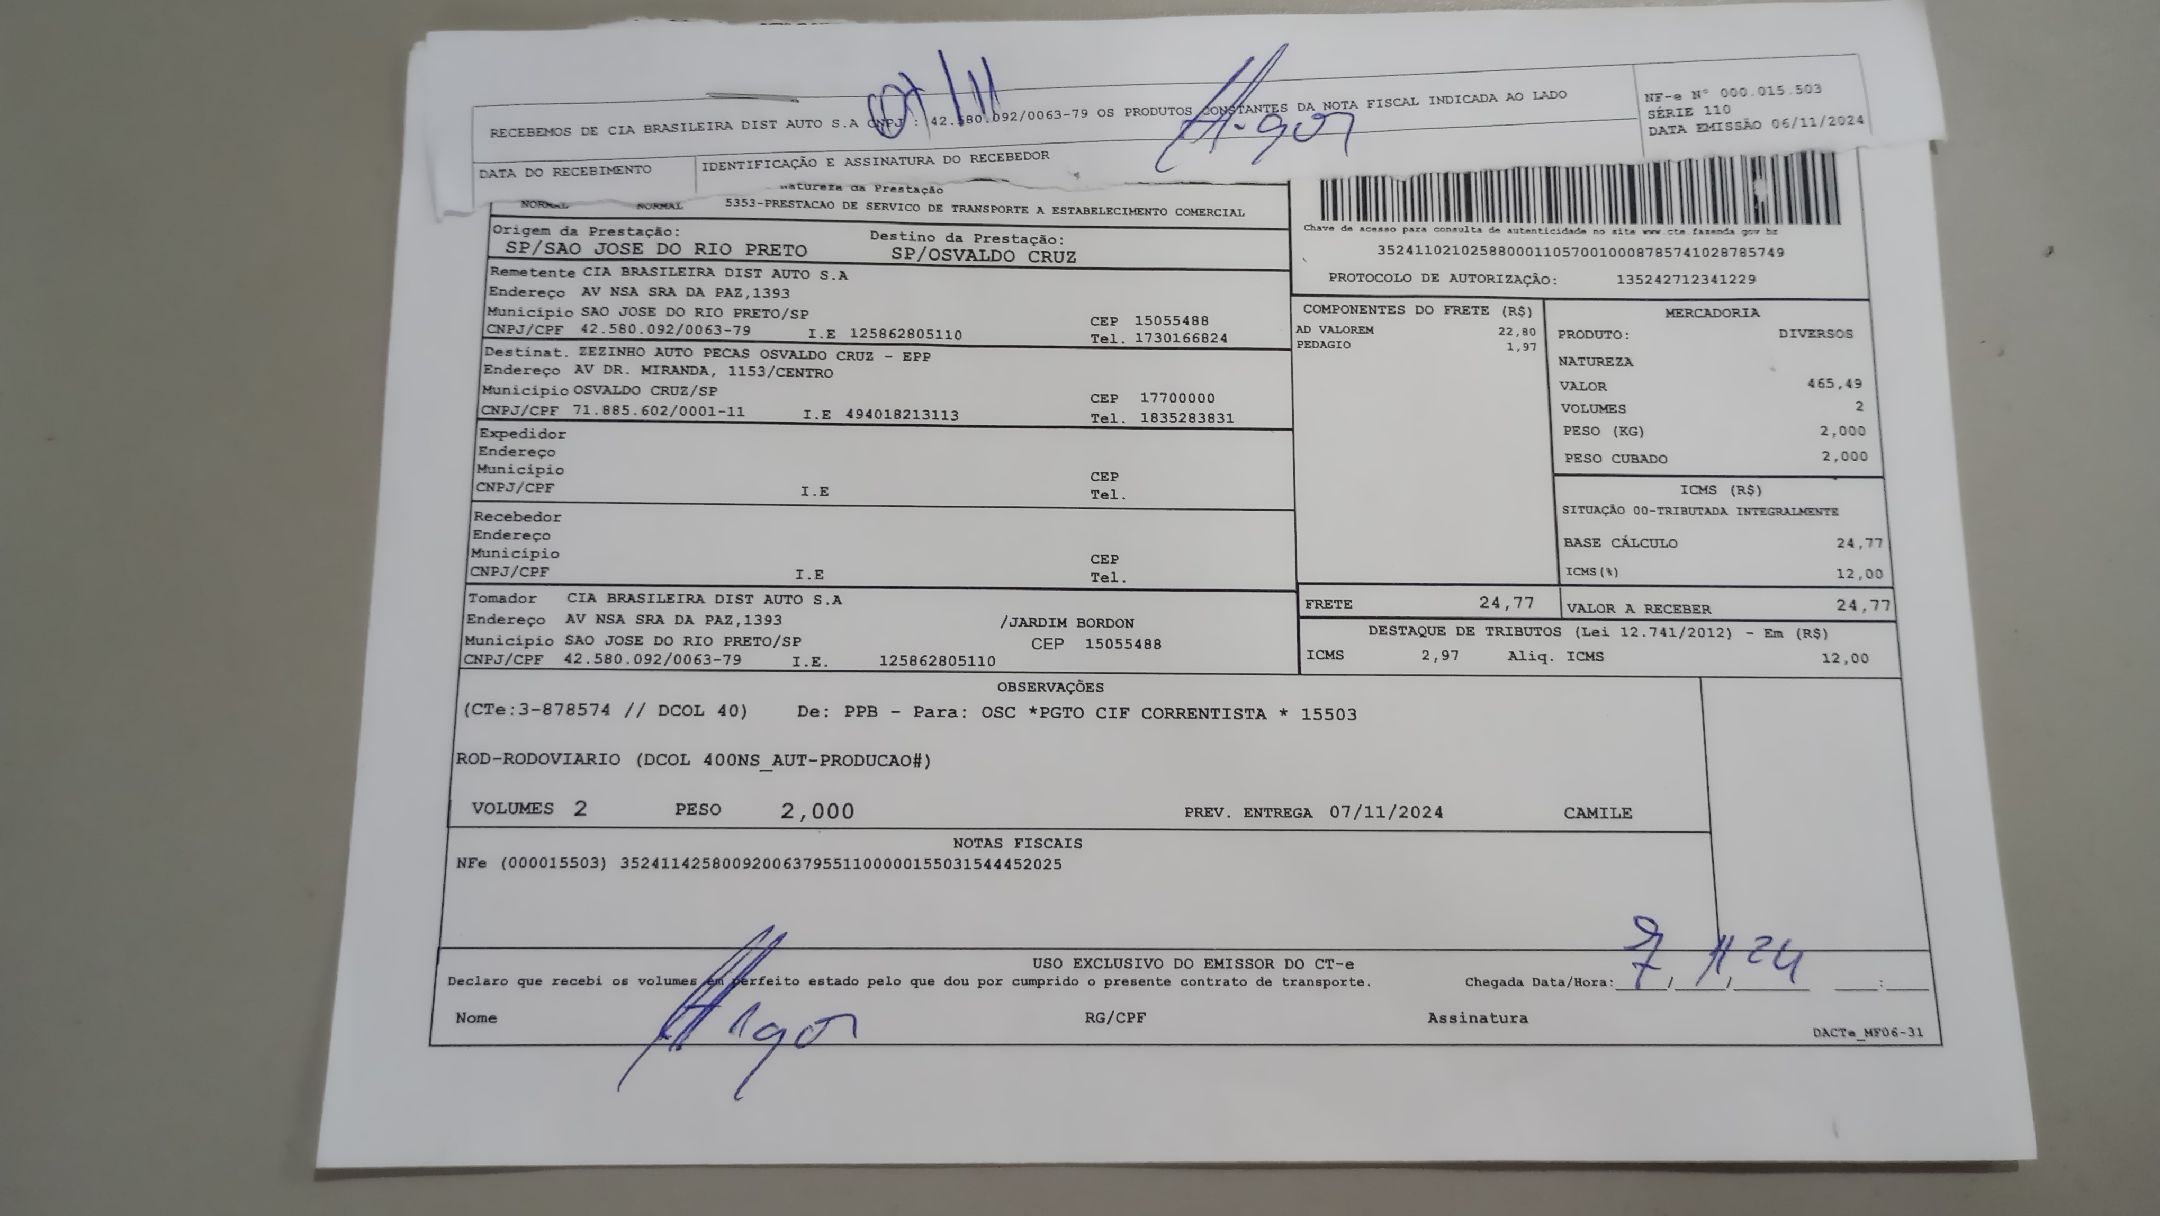 07/11
RECEBEMOS DE CIA BRASILEIRA DIST AUTO S.A CNPJ : 42.580.092/0063-79 OS PRODUTOS CONSTANTES DA NOTA FISCAL INDICADA AO LADO
NF-e N° 000.015.503
SÉRIE 110
DATA EMISSÃO 06/11/2024
DATA DO RECEBIMENTO
IDENTIFICAÇÃO E ASSINATURA DO RECEBEDOR
Natureza da Prestação
NORMAL NORMAL 5353-PRESTACAO DE SERVICO DE TRANSPORTE A ESTABELECIMENTO COMERCIAL
Chave de acesso para consulta de autenticidade no site www.cte.fazenda.gov.br
35241102102588000110570010008785741028785749
PROTOCOLO DE AUTORIZAÇÃO: 135242712341229
Origem da Prestação: Destino da Prestação:
SP/SAO JOSE DO RIO PRETO SP/OSVALDO CRUZ
Remetente CIA BRASILEIRA DIST AUTO S.A
Endereço AV NSA SRA DA PAZ,1393
Município SAO JOSE DO RIO PRETO/SP CEP 15055488
CNPJ/CPF 42.580.092/0063-79 I.E 125862805110 Tel. 1730166824
Destinat. ZEZINHO AUTO PECAS OSVALDO CRUZ - EPP
Endereço AV DR. MIRANDA, 1153/CENTRO
Município OSVALDO CRUZ/SP CEP 17700000
CNPJ/CPF 71.885.602/0001-11 I.E 494018213113 Tel. 1835283831
Expedidor
Endereço
Município CEP
CNPJ/CPF I.E Tel.
Recebedor
Endereço
Município CEP
CNPJ/CPF I.E Tel.
Tomador CIA BRASILEIRA DIST AUTO S.A
Endereço AV NSA SRA DA PAZ,1393 /JARDIM BORDON
Município SAO JOSE DO RIO PRETO/SP CEP 15055488
CNPJ/CPF 42.580.092/0063-79 I.E. 125862805110
COMPONENTES DO FRETE (R$)
AD VALOREM 22,80
PEDAGIO 1,97
MERCADORIA
PRODUTO: DIVERSOS
NATUREZA
VALOR 465,49
VOLUMES 2
PESO (KG) 2,000
PESO CUBADO 2,000
ICMS (R$)
SITUAÇÃO 00-TRIBUTADA INTEGRALMENTE
BASE CÁLCULO 24,77
ICMS(%) 12,00
FRETE 24,77 VALOR A RECEBER 24,77
DESTAQUE DE TRIBUTOS (Lei 12.741/2012) - Em (R$)
ICMS 2,97 Aliq. ICMS 12,00
OBSERVAÇÕES
(CTe:3-878574 // DCOL 40) De: PPB - Para: OSC *PGTO CIF CORRENTISTA * 15503
ROD-RODOVIARIO (DCOL 400NS_AUT-PRODUCAO#)
VOLUMES 2 PESO 2,000 PREV. ENTREGA 07/11/2024 CAMILE
NOTAS FISCAIS
NFe (000015503) 35241142580092006379551100000155031544452025
USO EXCLUSIVO DO EMISSOR DO CT-e
Declaro que recebi os volumes em perfeito estado pelo que dou por cumprido o presente contrato de transporte. Chegada Data/Hora: 7/11/24 :
Nome RG/CPF Assinatura
DACTe_MF06-31